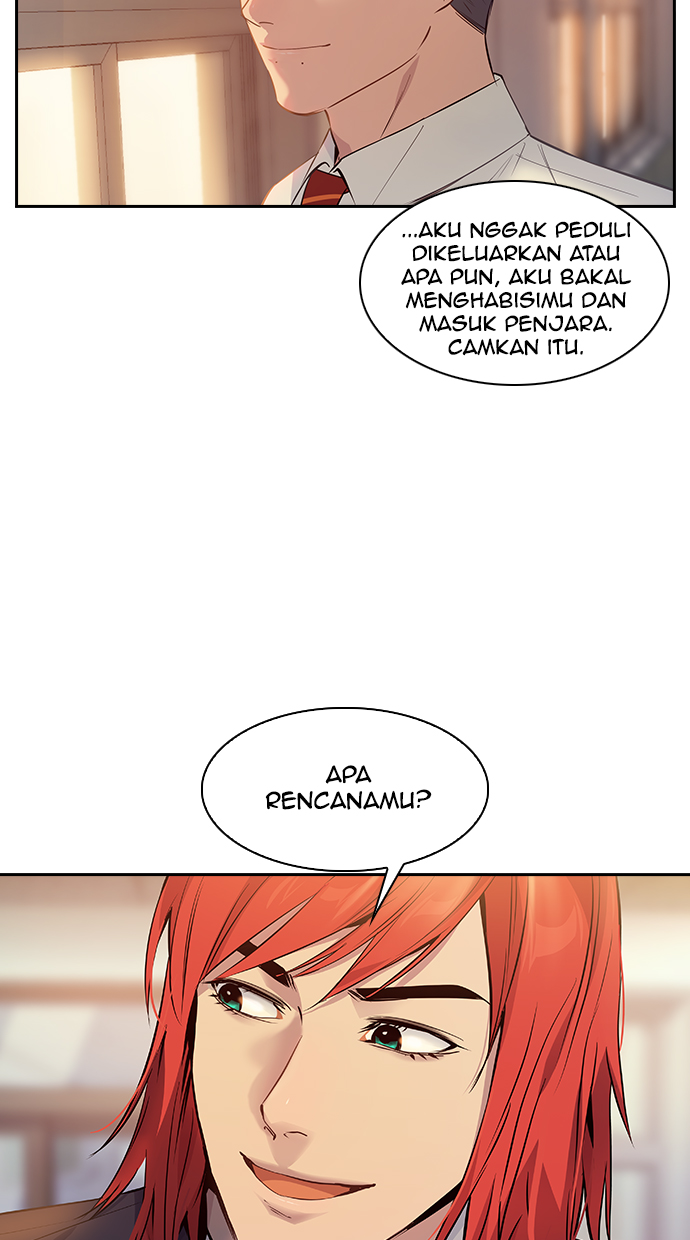 ...AKU NGGAK PEDULI
DIKELUARKAN ATAU
APA PUN, AKU BAKAL
MENGHABISIMU DAN
MASUK PENJARA.
CAMKAN ITU.
APA
RENCANAMU?